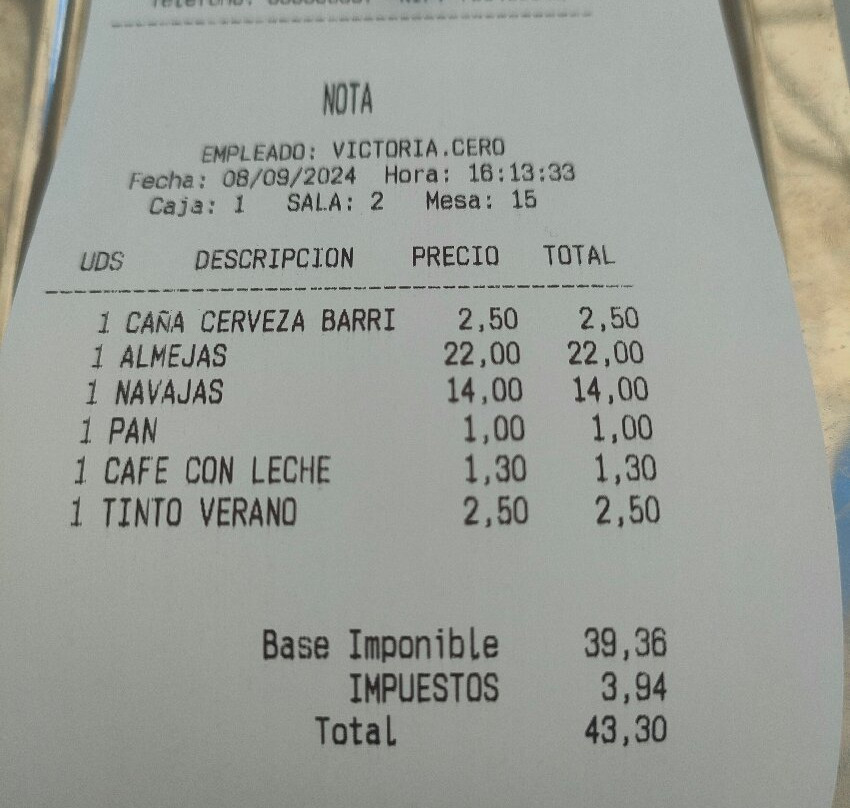 NOTA
EMPLEADO: VICTORIA.CERO
Fecha: 08/09/2024 Hora: 16:13:33
Caja: 1 SALA: 2 Mesa: 15
UDS DESCRIPCION PRECIO TOTAL
1 CAÑA CERVEZA BARRI 2,50 2,50
1 ALMEJAS 22,00 22,00
1 NAVAJAS 14,00 14,00
1 PAN 1,00 1,00
1 CAFE CON LECHE 1,30 1,30
1 TINTO VERANO 2,50 2,50
Base Imponible 39,36
IMPUESTOS 3,94
Total 43,30